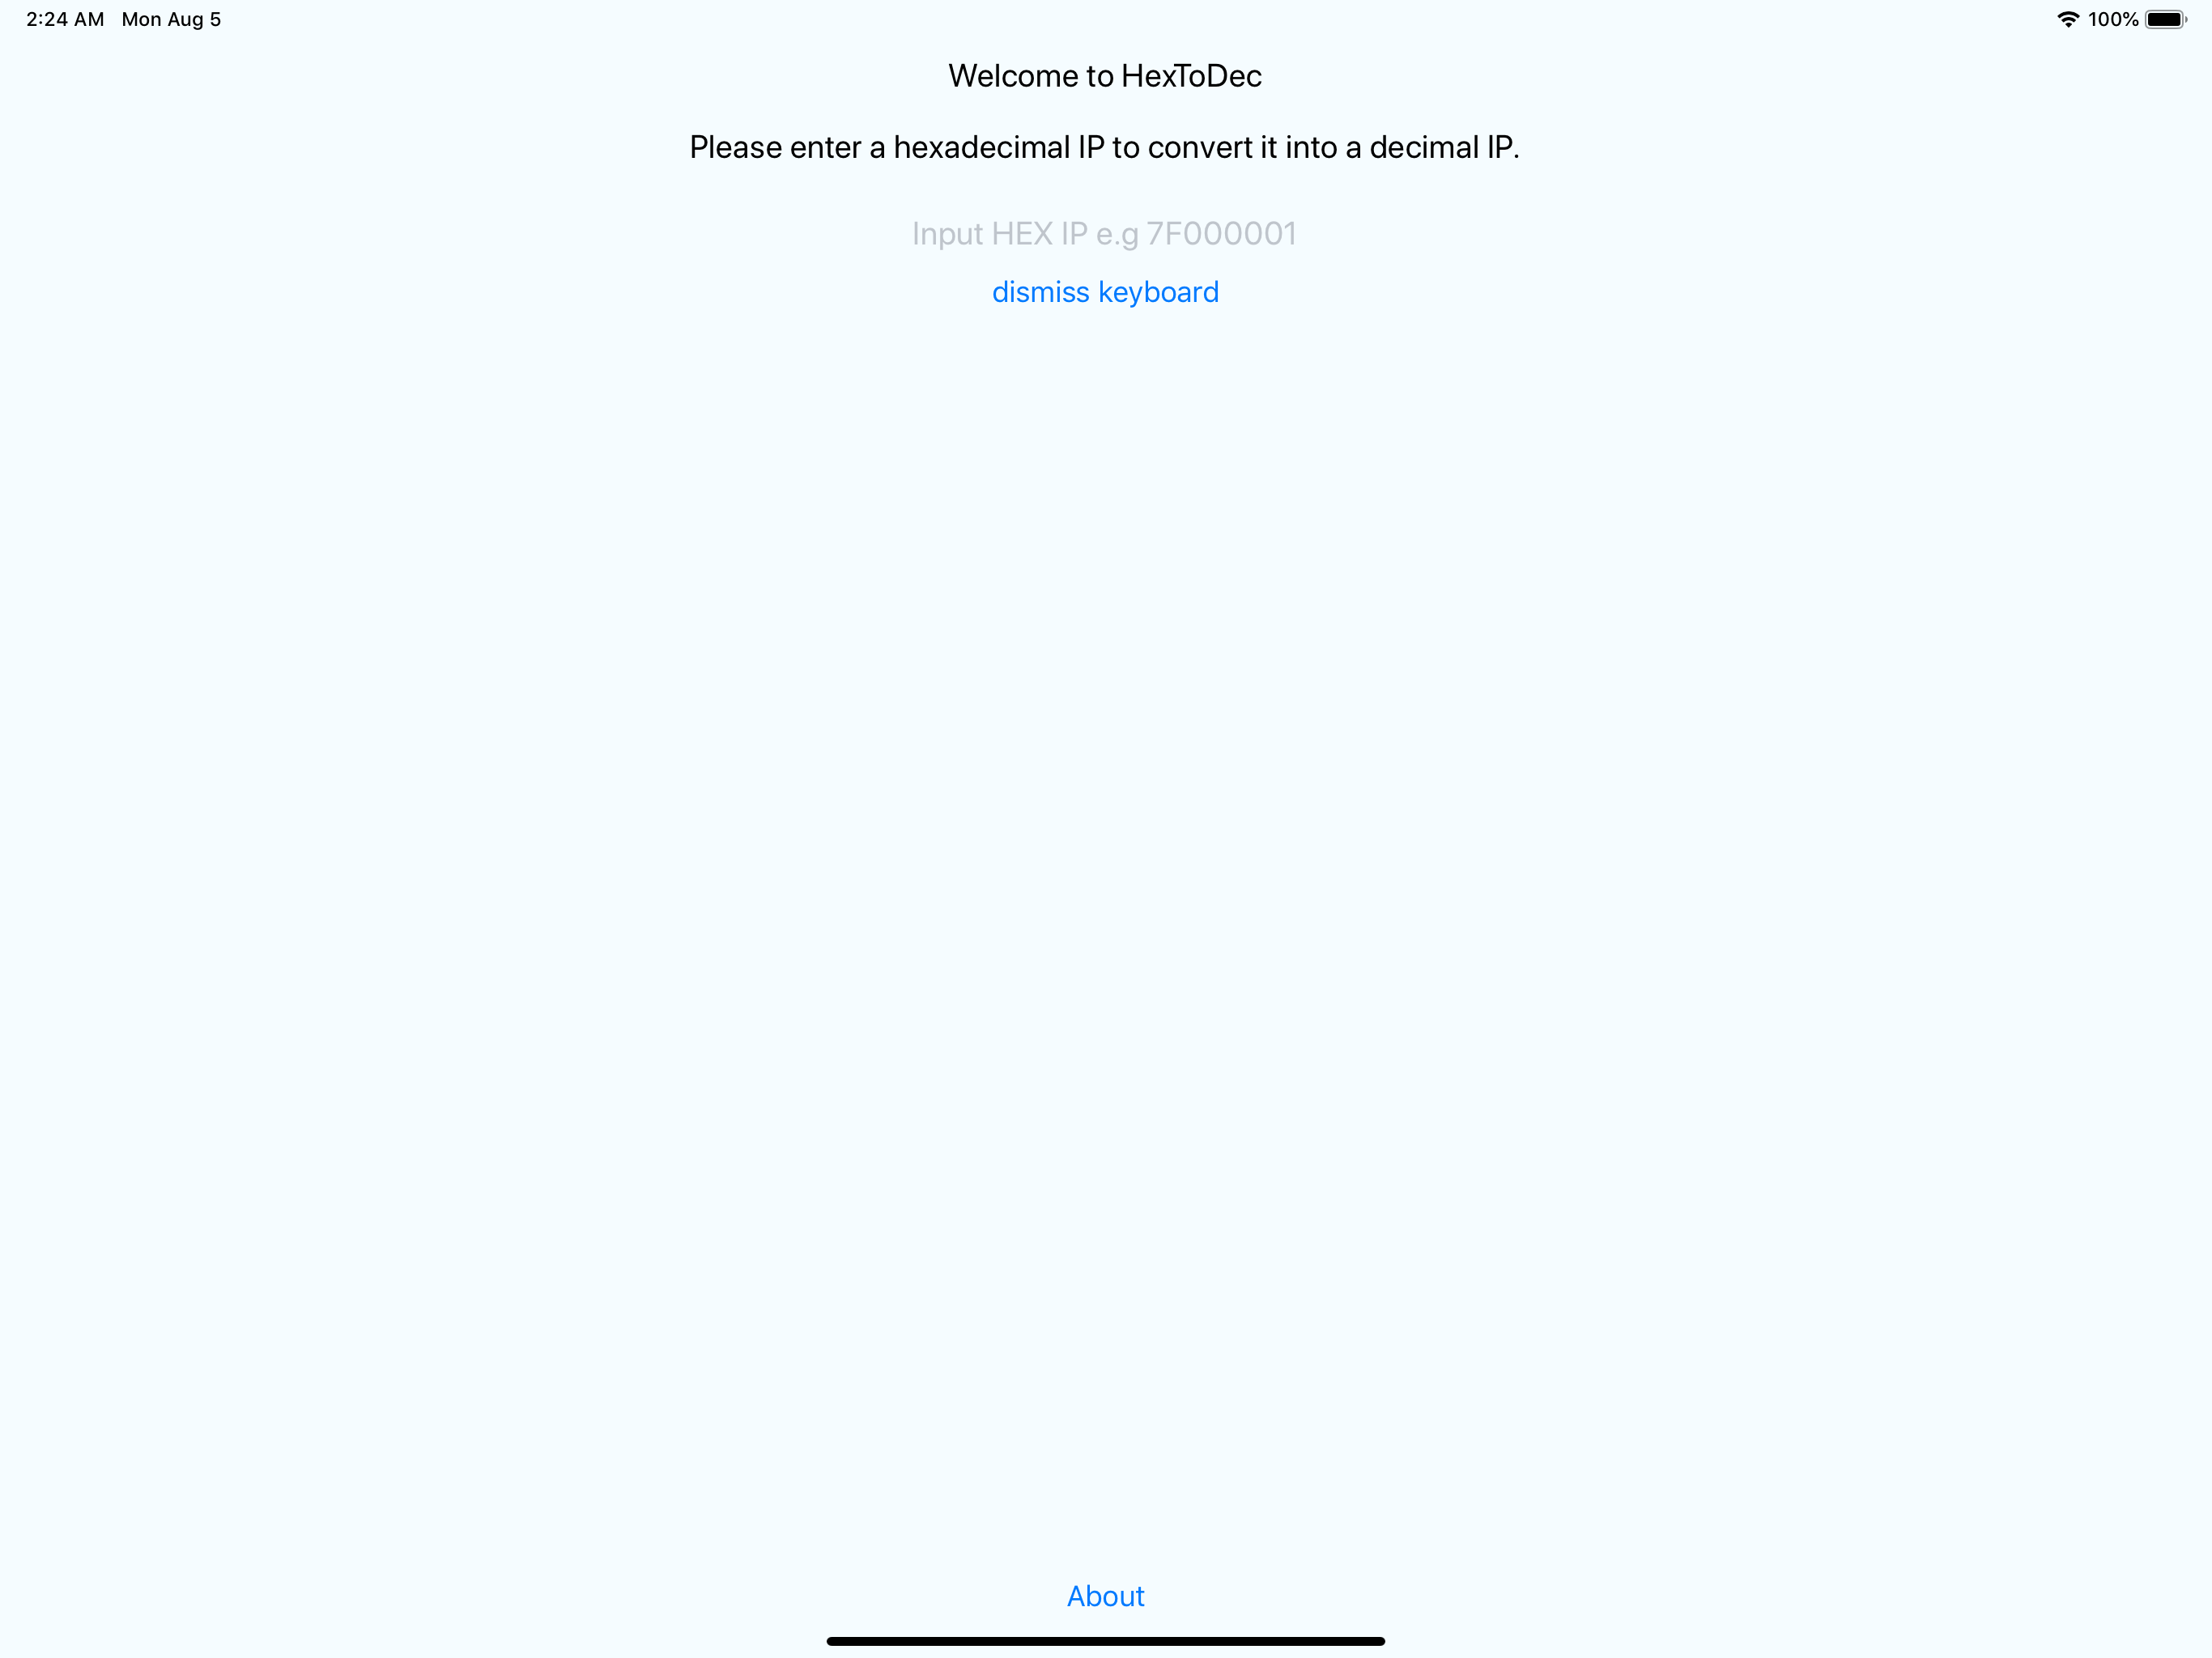 2:24 AM Mon Aug 5 100%
Welcome to HexToDec
Please enter a hexadecimal IP to convert it into a decimal IP.
Input HEX IP e.g 7F000001
dismiss keyboard
About